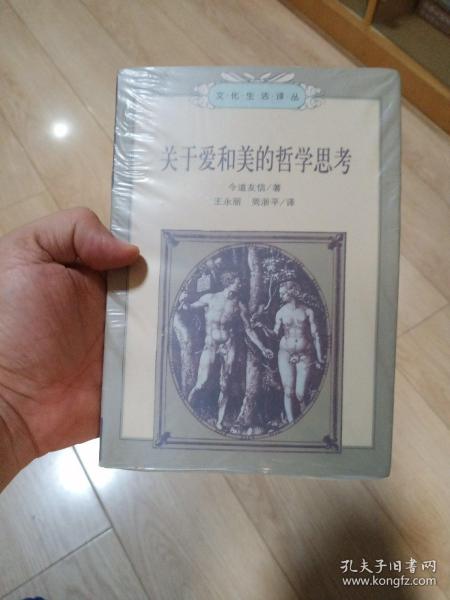 文·化·生·活·译·丛
关于爱和美的哲学思考
今道友信/著
王永丽 周浙平/译
孔夫子旧书网
www.kongfz.com